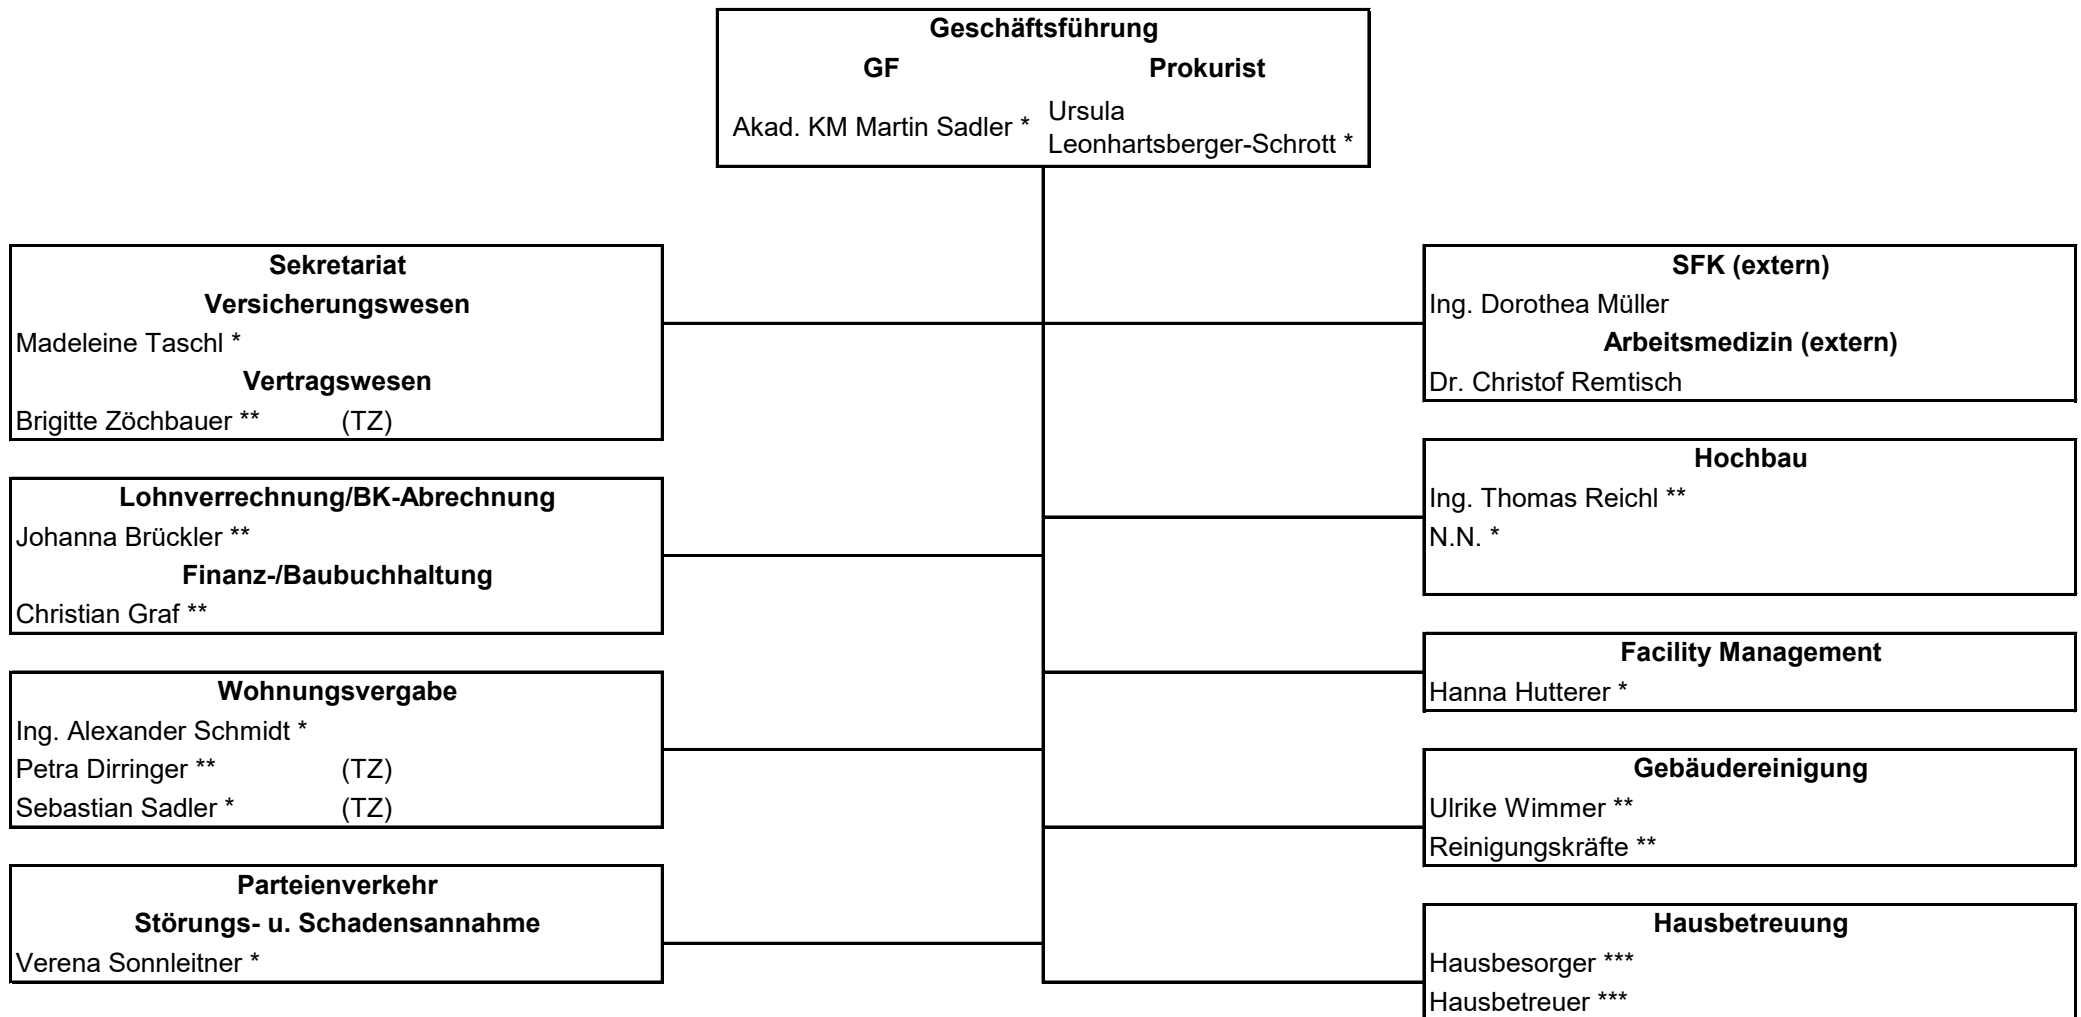 Geschäftsführung
GF Prokurist
Akad. KM Martin Sadler * Ursula
Leonhartsberger-Schrott *
Sekretariat
Versicherungswesen
Madeleine Taschl *
Vertragswesen
Brigitte Zöchbauer ** (TZ)
Lohnverrechnung/BK-Abrechnung
Johanna Brückler **
Finanz-/Baubuchhaltung
Christian Graf **
Wohnungsvergabe
Ing. Alexander Schmidt *
Petra Dirringer ** (TZ)
Sebastian Sadler * (TZ)
Parteienverkehr
Störungs- u. Schadensannahme
Verena Sonnleitner *
SFK (extern)
Ing. Dorothea Müller
Arbeitsmedizin (extern)
Dr. Christof Remtisch
Hochbau
Ing. Thomas Reichl **
N.N. *
Facility Management
Hanna Hutterer *
Gebäudereinigung
Ulrike Wimmer **
Reinigungskräfte **
Hausbetreuung
Hausbesorger ***
Hausbetreuer ***